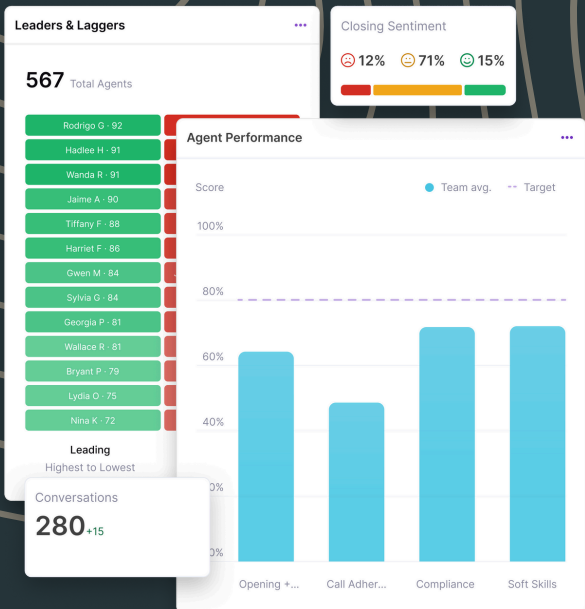 Leaders & Laggers
567 Total Agents
Rodrigo G · 92
Hadlee H · 91
Wanda R · 91
Jaime A · 90
Tiffany F · 88
Harriet F · 86
Gwen M · 84
Sylvia G · 84
Georgia P · 81
Wallace R · 81
Bryant P · 79
Lydia O · 75
Nina K · 72
Leading
Highest to Lowest
Closing Sentiment
12% 71% 15%
Agent Performance
Score
Team avg. -- Target
100%
80%
60%
40%
0%
0%
Opening +... Call Adher... Compliance Soft Skills
Conversations
280 +15